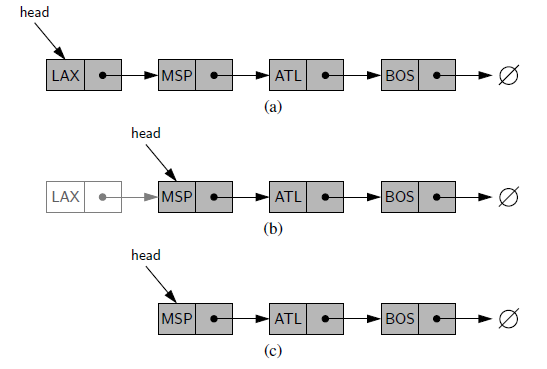 head
LAX MSP ATL BOS ∅
(a)
head
LAX MSP ATL BOS ∅
(b)
head
MSP ATL BOS ∅
(c)